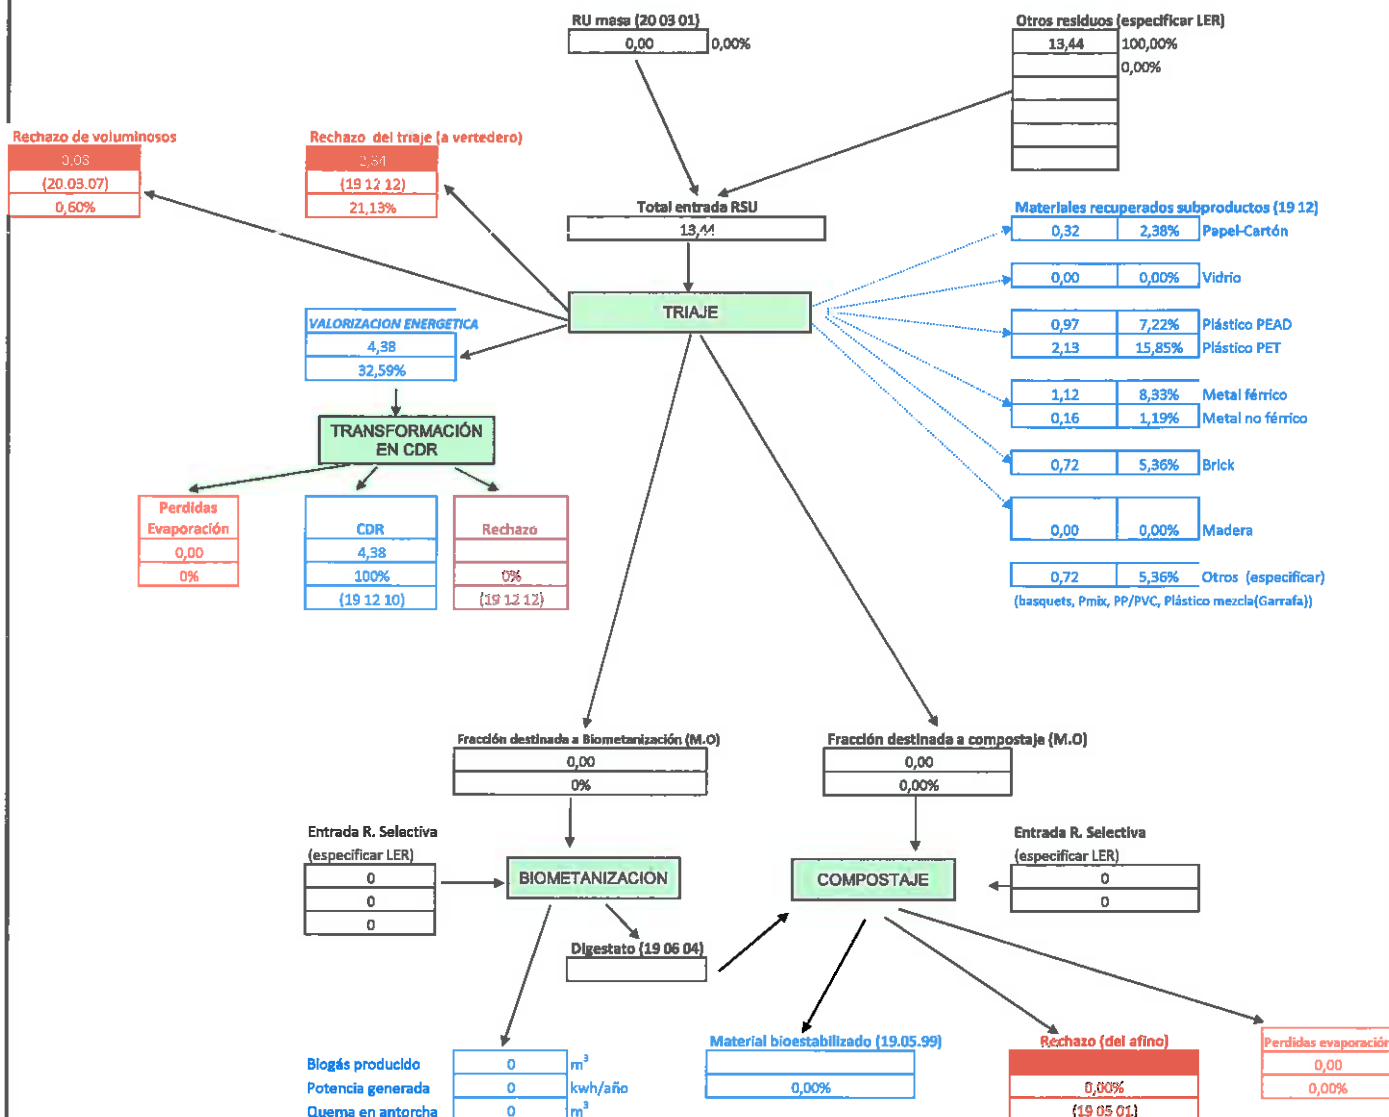 RU masa (20 03 01)
0,00 0,00%
Otros residuos (especificar LER)
13,44 100,00%
0,00%
Rechazo de voluminosos
(20.03.07)
0,60%
Rechazo del triaje (a vertedero)
(19 12 12)
21,13%
Total entrada RSU
13,44
TRIAJE
Materiales recuperados subproductos (19 12)
0,32 2,38% Papel-Cartón
0,00 0,00% Vidrio
0,97 7,22% Plástico PEAD
2,13 15,85% Plástico PET
1,12 8,33% Metal férrico
0,16 1,19% Metal no férrico
0,72 5,36% Brick
0,00 0,00% Madera
0,72 5,36% Otros (especificar)
(basquets, Pmix, PP/PVC, Plástico mezcla(Garrafa))
VALORIZACION ENERGETICA
4,38
32,59%
TRANSFORMACIÓN
EN CDR
Perdidas
Evaporación
0,00
0%
CDR
4,38
100%
(19 12 10)
Rechazo
0%
(19 12 12)
Fracción destinada a Biometanización (M.O)
0,00
0%
Fracción destinada a compostaje (M.O)
0,00
0,00%
Entrada R. Selectiva
(especificar LER)
0
0
0
BIOMETANIZACIÓN
COMPOSTAJE
Entrada R. Selectiva
(especificar LER)
0
0
Digestato (19 06 04)
Biogás producido 0 m³
Potencia generada 0 kwh/año
Quema en antorcha 0 m³
Material bioestabilizado (19.05.99)
0,00%
Rechazo (del afino)
0,00%
(19 05 01)
Perdidas evaporación
0,00
0,00%